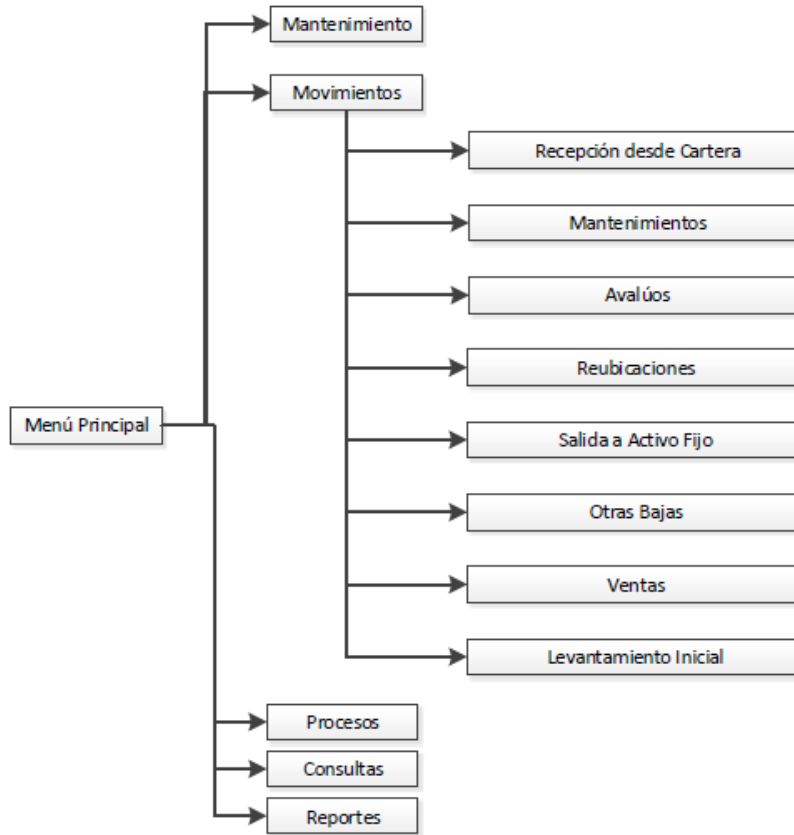 Mantenimiento
Movimientos
Recepción desde Cartera
Mantenimientos
Avalúos
Reubicaciones
Menú Principal
Salida a Activo Fijo
Otras Bajas
Ventas
Levantamiento Inicial
Procesos
Consultas
Reportes